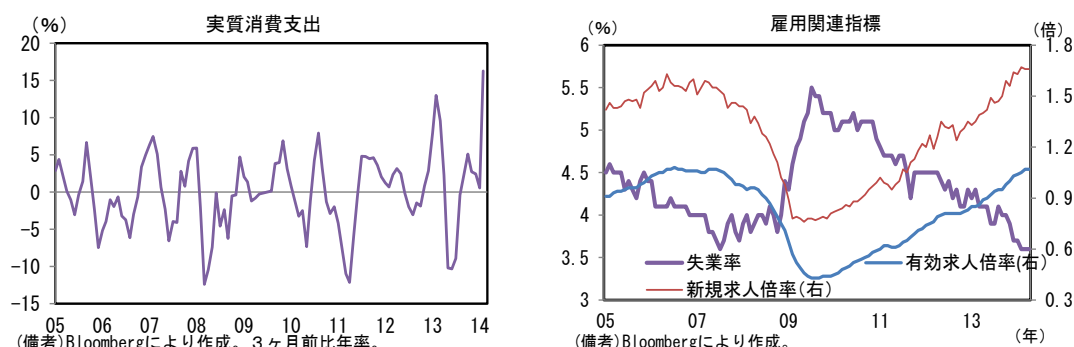 実質消費支出
(%)
20
15
10
5
0
-5
-10
-15
05 06 07 08 09 10 11 12 13 14
(備考)Bloombergにより作成。３ヶ月前比年率。
雇用関連指標
(%)
(倍)
6
5.5
5
4.5
4
3.5
3
1.8
1.5
1.2
0.9
0.6
0.3
失業率
有効求人倍率(右)
新規求人倍率(右)
05 07 09 11 13
(年)
(備考)Bloombergにより作成。